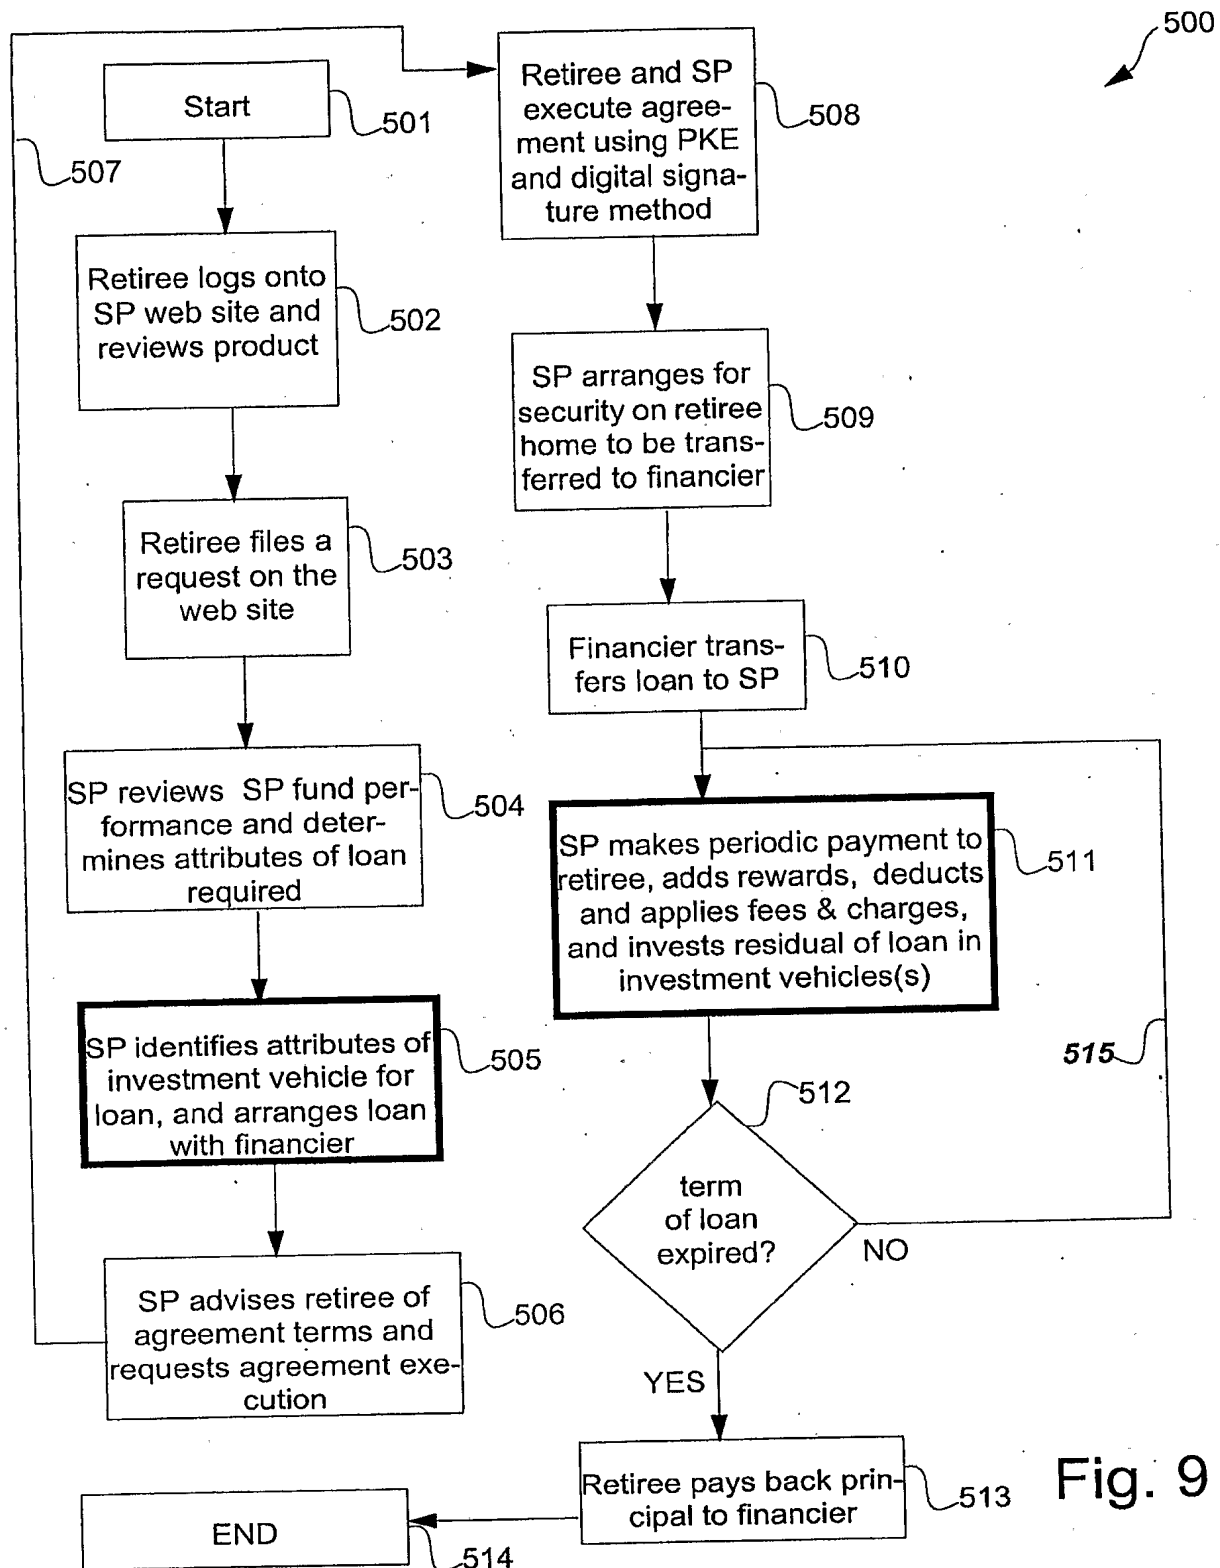 500
Start
501
507
Retiree logs onto
SP web site and
reviews product
502
Retiree files a
request on the
web site
503
SP reviews SP fund per-
formance and deter-
mines attributes of loan
required
504
SP identifies attributes of
investment vehicle for
loan, and arranges loan
with financier
505
SP advises retiree of
agreement terms and
requests agreement exe-
cution
506
Retiree and SP
execute agree-
ment using PKE
and digital signa-
ture method
508
SP arranges for
security on retiree
home to be trans-
ferred to financier
509
Financier trans-
fers loan to SP
510
SP makes periodic payment to
retiree, adds rewards, deducts
and applies fees & charges,
and invests residual of loan in
investment vehicles(s)
511
515
512
term
of loan
expired?
NO
YES
Retiree pays back prin-
cipal to financier
513
END
514
Fig. 9